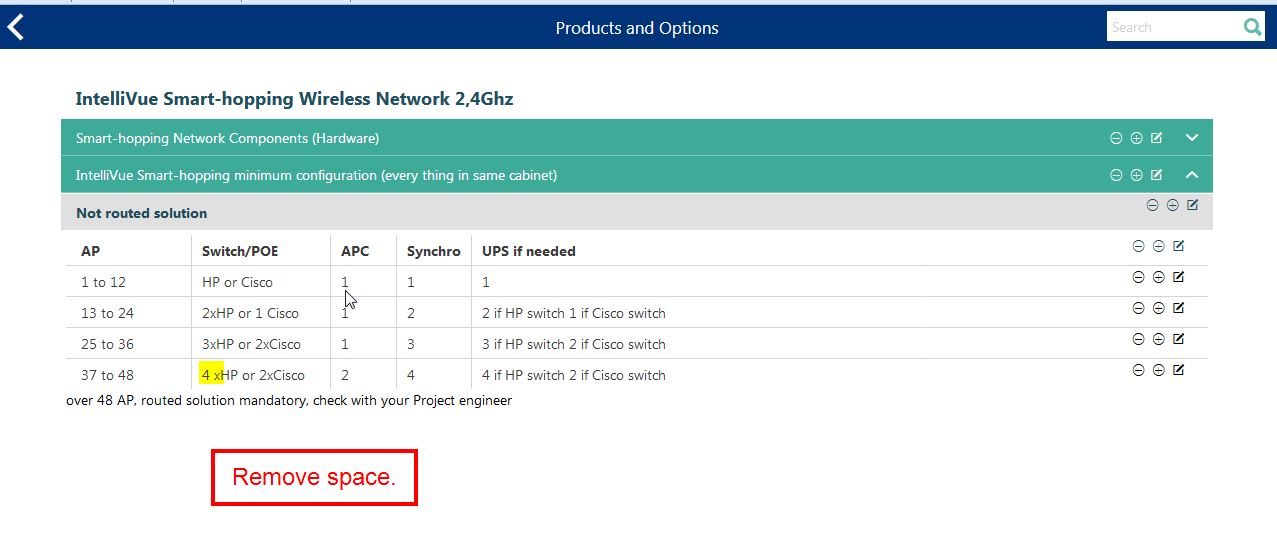 Products and Options
Search
IntelliVue Smart-hopping Wireless Network 2,4Ghz
Smart-hopping Network Components (Hardware)
IntelliVue Smart-hopping minimum configuration (every thing in same cabinet)
Not routed solution
AP Switch/POE APC Synchro UPS if needed
1 to 12 HP or Cisco 1 1 1
13 to 24 2xHP or 1 Cisco 1 2 2 if HP switch 1 if Cisco switch
25 to 36 3xHP or 2xCisco 1 3 3 if HP switch 2 if Cisco switch
37 to 48 4 xHP or 2xCisco 2 4 4 if HP switch 2 if Cisco switch
over 48 AP, routed solution mandatory, check with your Project engineer
Remove space.